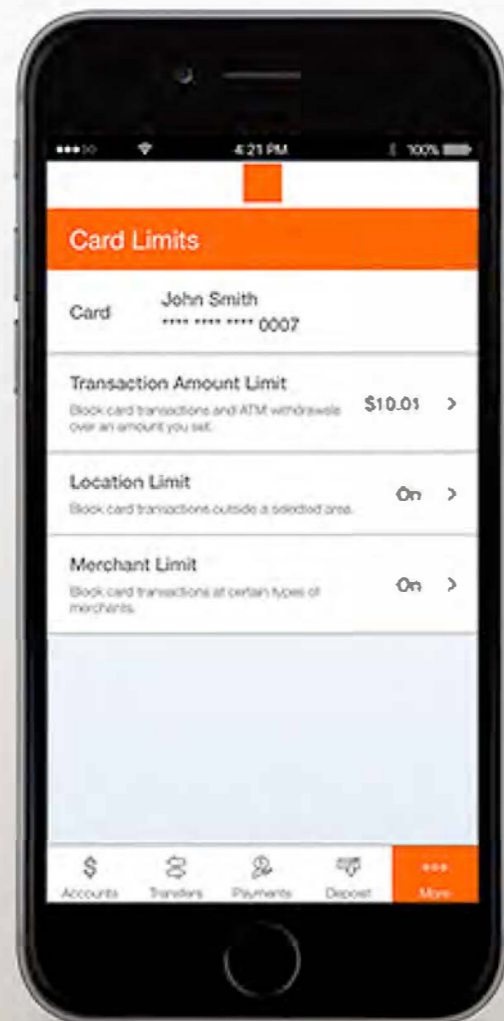 4:21 PM
100%
Card Limits
Card
John Smith
**** **** **** 0007
Transaction Amount Limit
Block card transactions and ATM withdrawals
over an amount you set.
$10.01 >
Location Limit
Block card transactions outside a selected area.
On >
Merchant Limit
Block card transactions at certain types of
merchants.
On >
$
Accounts
Transfers
Payments
Deposit
More